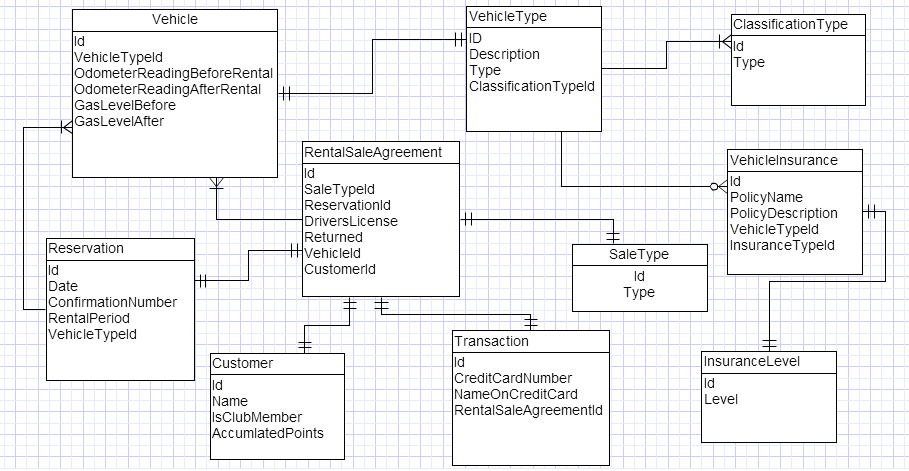 Vehicle
Id
VehicleTypeId
OdometerReadingBeforeRental
OdometerReadingAfterRental
GasLevelBefore
GasLevelAfter
VehicleType
ID
Description
Type
ClassificationTypeId
ClassificationType
Id
Type
RentalSaleAgreement
Id
SaleTypeId
ReservationId
DriversLicense
Returned
VehicleId
CustomerId
VehicleInsurance
Id
PolicyName
PolicyDescription
VehicleTypeId
InsuranceTypeId
Reservation
Id
Date
ConfirmationNumber
RentalPeriod
VehicleTypeId
SaleType
Id
Type
Customer
Id
Name
IsClubMember
AccumlatedPoints
Transaction
Id
CreditCardNumber
NameOnCreditCard
RentalSaleAgreementId
InsuranceLevel
Id
Level